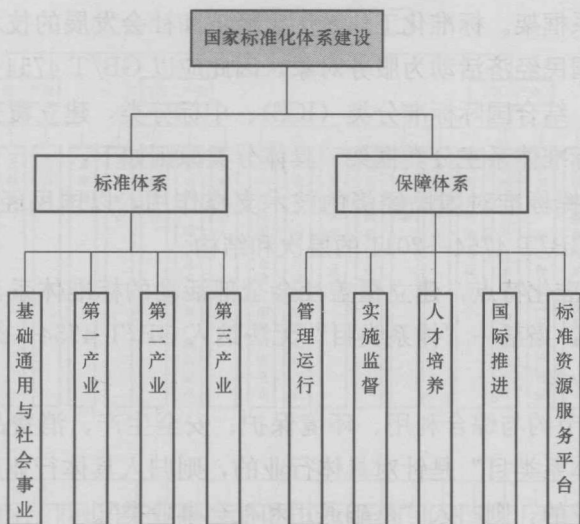 国家标准化体系建设
标准体系
保障体系
基础通用与社会事业
第产业
第产业
第产业
管理运行
实施监督
人才培养
国际推进
标准资源服务平台